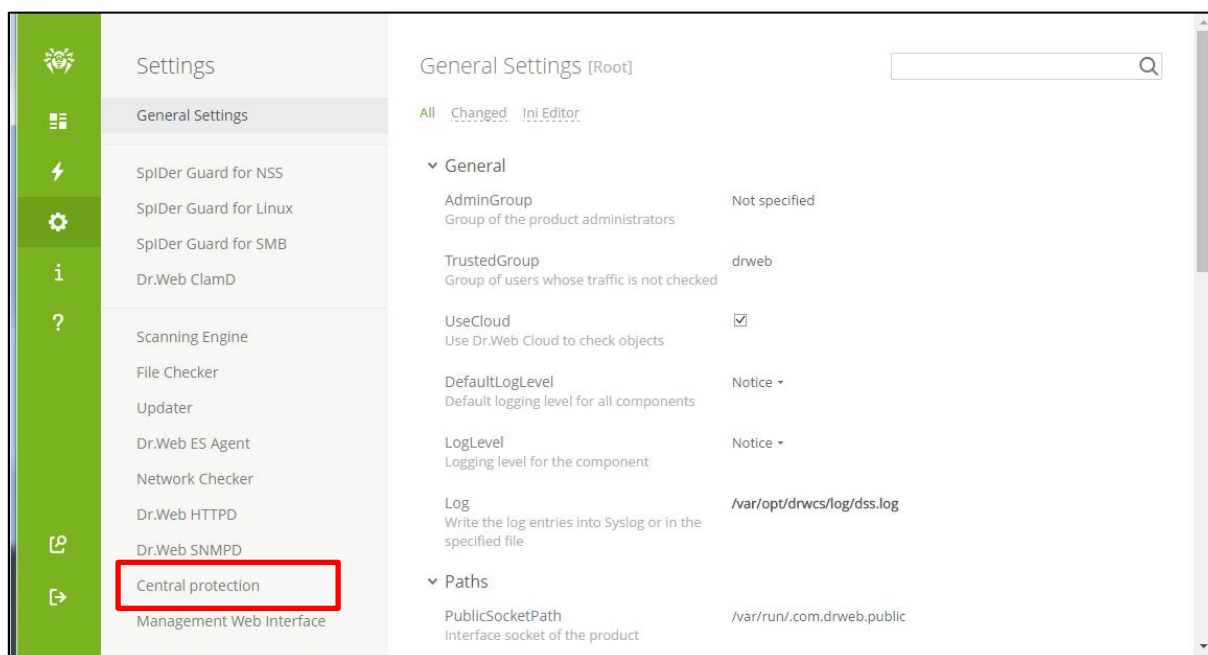 Settings
General Settings
SpIDer Guard for NSS
SpIDer Guard for Linux
SpIDer Guard for SMB
Dr.Web ClamD
Scanning Engine
File Checker
Updater
Dr.Web ES Agent
Network Checker
Dr.Web HTTPD
Dr.Web SNMPD
Central protection
Management Web Interface
General Settings [Root]
All Changed Ini Editor
General
AdminGroup Not specified
Group of the product administrators
TrustedGroup drweb
Group of users whose traffic is not checked
UseCloud
Use Dr.Web Cloud to check objects
DefaultLogLevel Notice
Default logging level for all components
LogLevel Notice
Logging level for the component
Log /var/opt/drwcs/log/dss.log
Write the log entries into Syslog or in the
specified file
Paths
PublicSocketPath /var/run/.com.drweb.public
Interface socket of the product